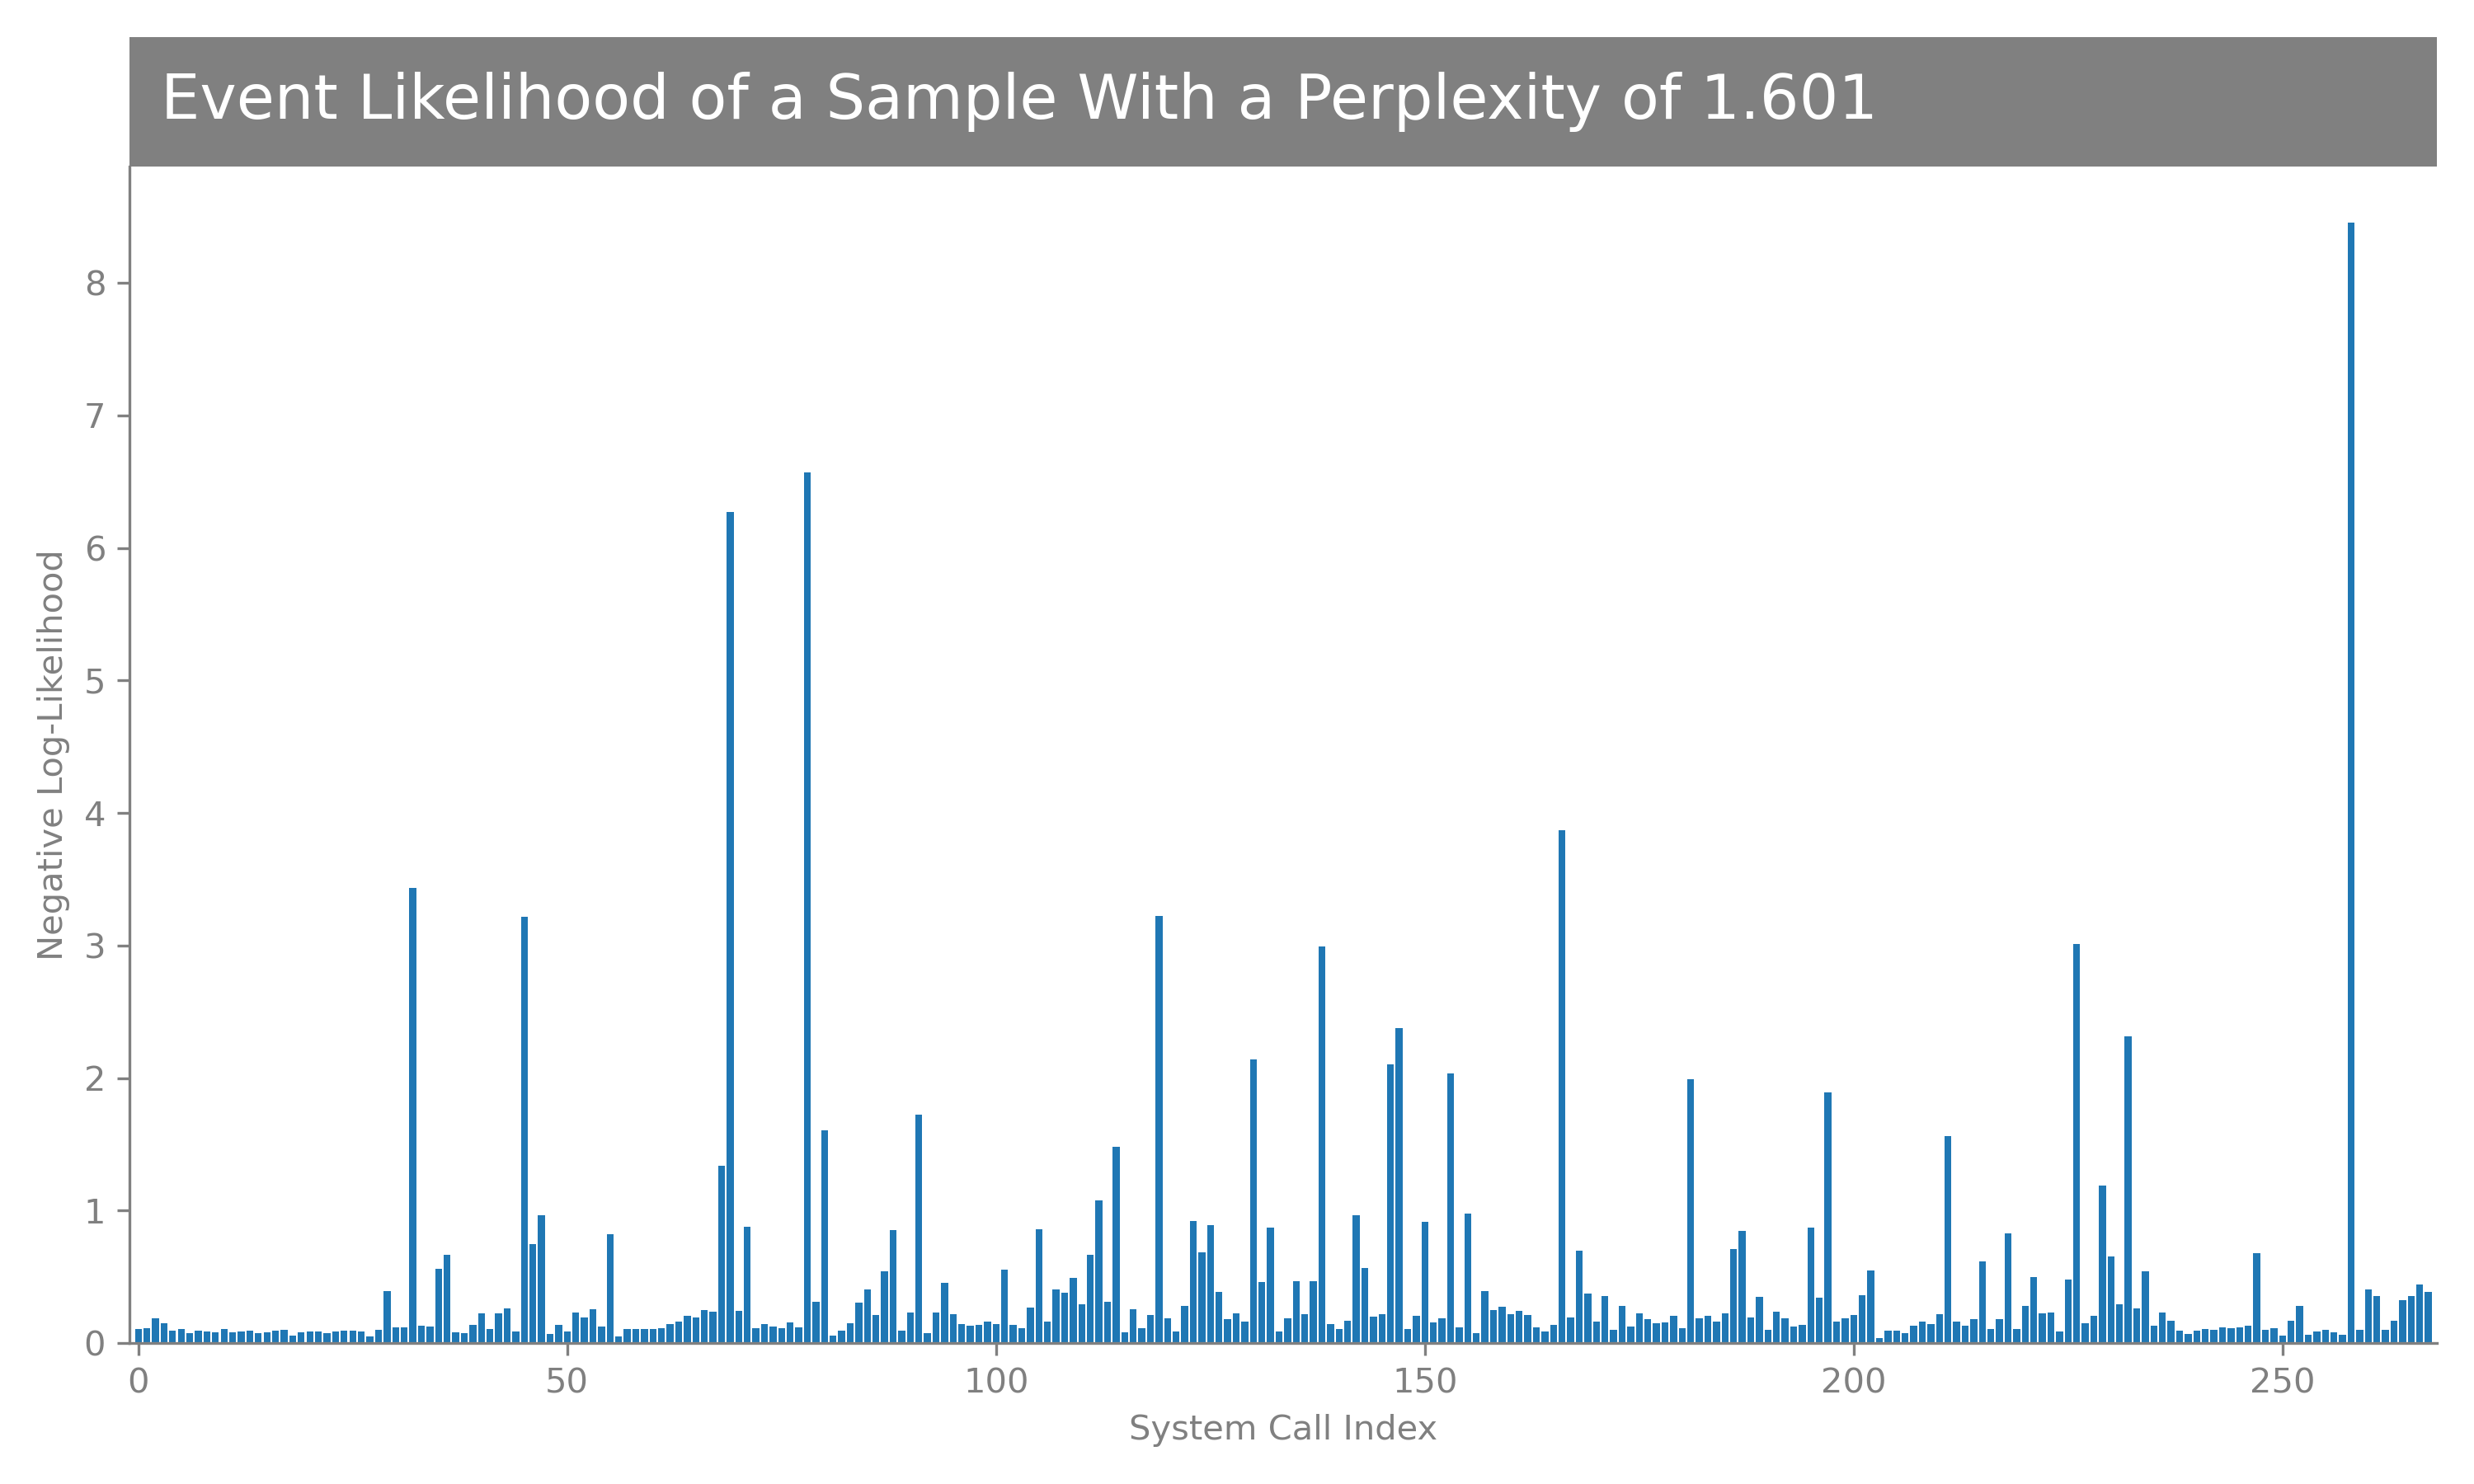 Event Likelihood of a Sample With a Perplexity of 1.601
8
7
6
5
4
3
2
1
0
Negative Log-Likelihood
0 50 100 150 200 250
System Call Index